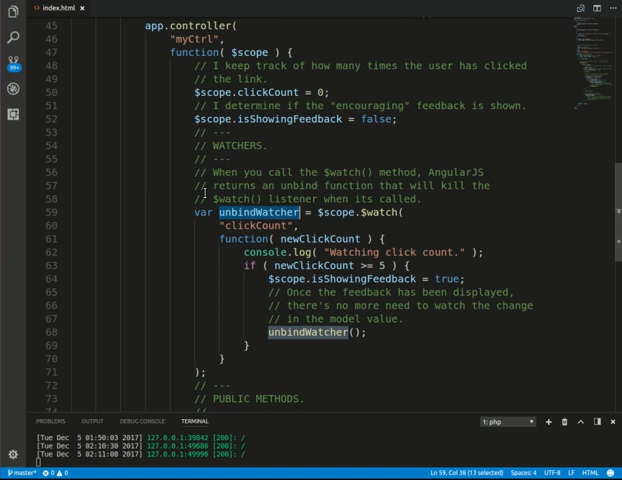 index.html
45 app.controller(
46 "myCtrl",
47 function( $scope ) {
48 // I keep track of how many times the user has clicked
49 // the link.
50 $scope.clickCount = 0;
51 // I determine if the "encouraging" feedback is shown.
52 $scope.isShowingFeedback = false;
53 // ---
54 // WATCHERS.
55 // ---
56 // When you call the $watch() method, AngularJS
57 // returns an unbind function that will kill the
58 // $watch() listener when its called.
59 var unbindWatcher = $scope.$watch(
60 "clickCount",
61 function( newClickCount ) {
62 console.log( "Watching click count." );
63 if ( newClickCount >= 5 ) {
64 $scope.isShowingFeedback = true;
65 // Once the feedback has been displayed,
66 // there's no more need to watch the change
67 // in the model value.
68 unbindWatcher();
69 }
70 }
71 );
72 // ---
73 // PUBLIC METHODS.
99+
PROBLEMS OUTPUT DEBUG CONSOLE TERMINAL 1: php
[Tue Dec 5 01:50:03 2017] 127.0.0.1:39842 [200]: /
[Tue Dec 5 02:10:30 2017] 127.0.0.1:49686 [200]: /
[Tue Dec 5 02:11:08 2017] 127.0.0.1:49996 [200]: /
master* 0 0 Ln 59, Col 38 (13 selected) Spaces: 4 UTF-8 LF HTML